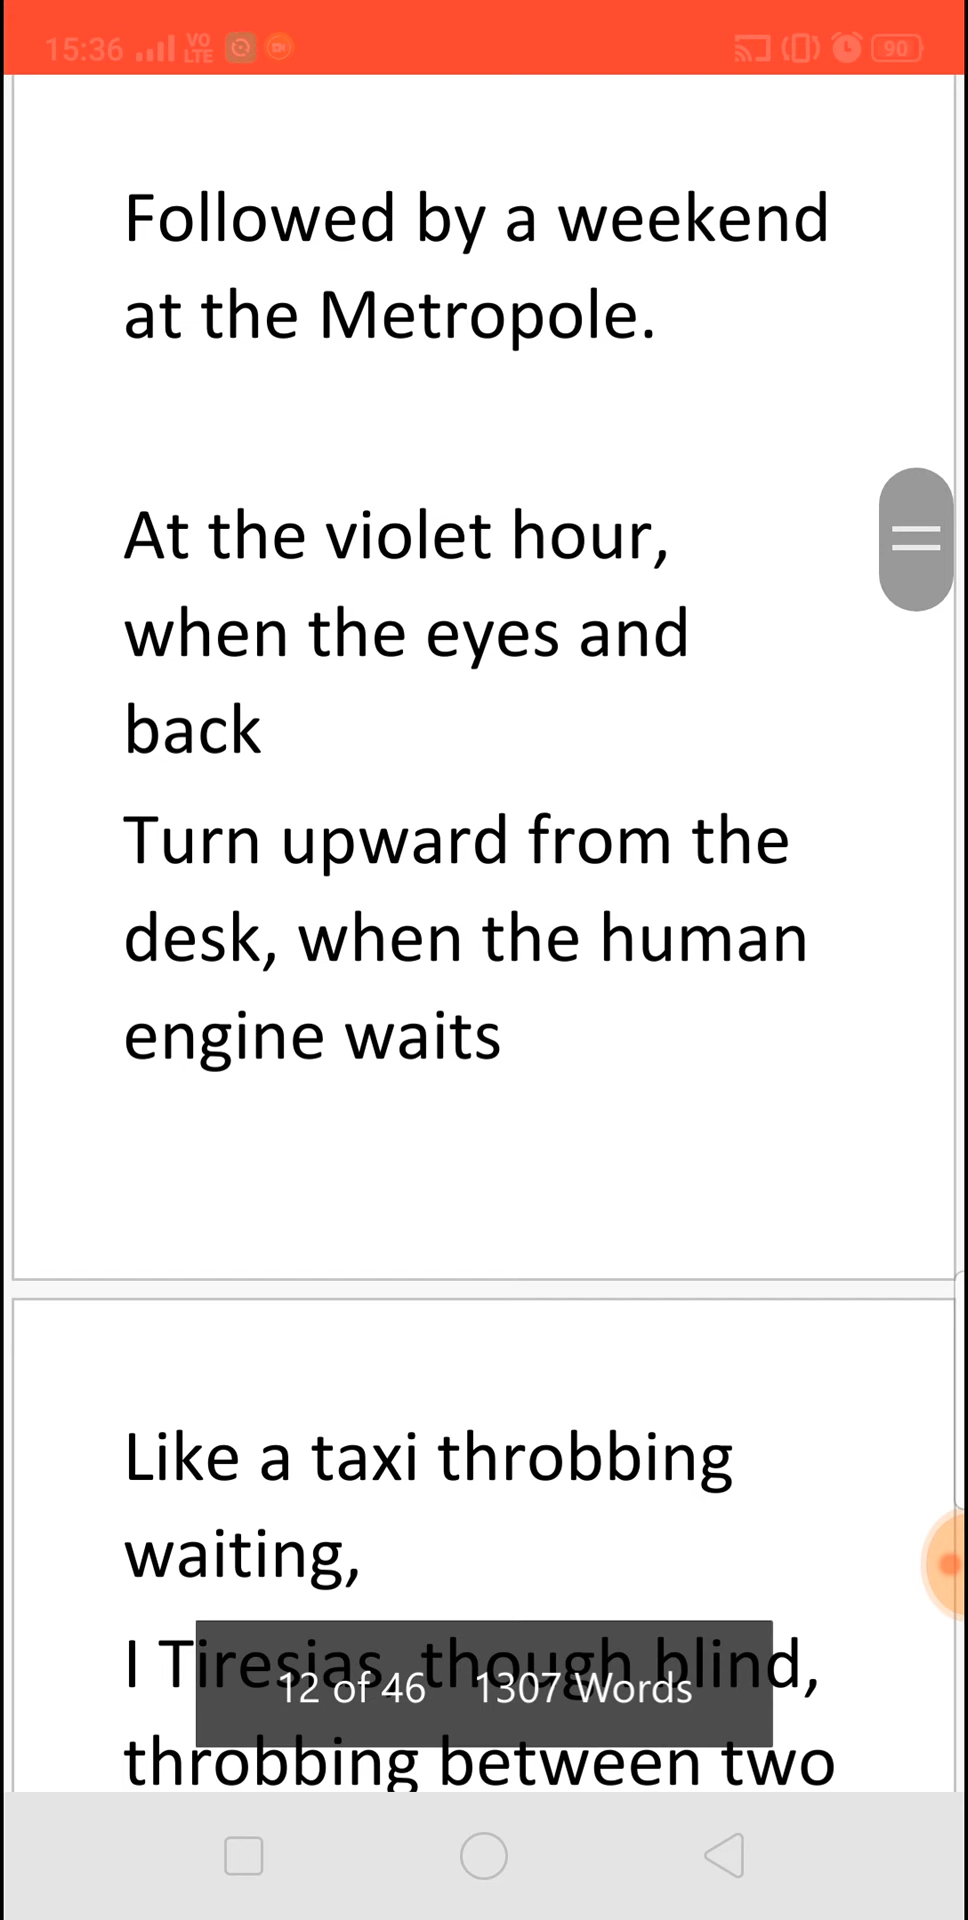 15:36 VO LTE 90
Followed by a weekend
at the Metropole.
At the violet hour,
when the eyes and
back
Turn upward from the
desk, when the human
engine waits
Like a taxi throbbing
waiting,
I Tiresias, though blind,
12 of 46 1307 Words
throbbing between two